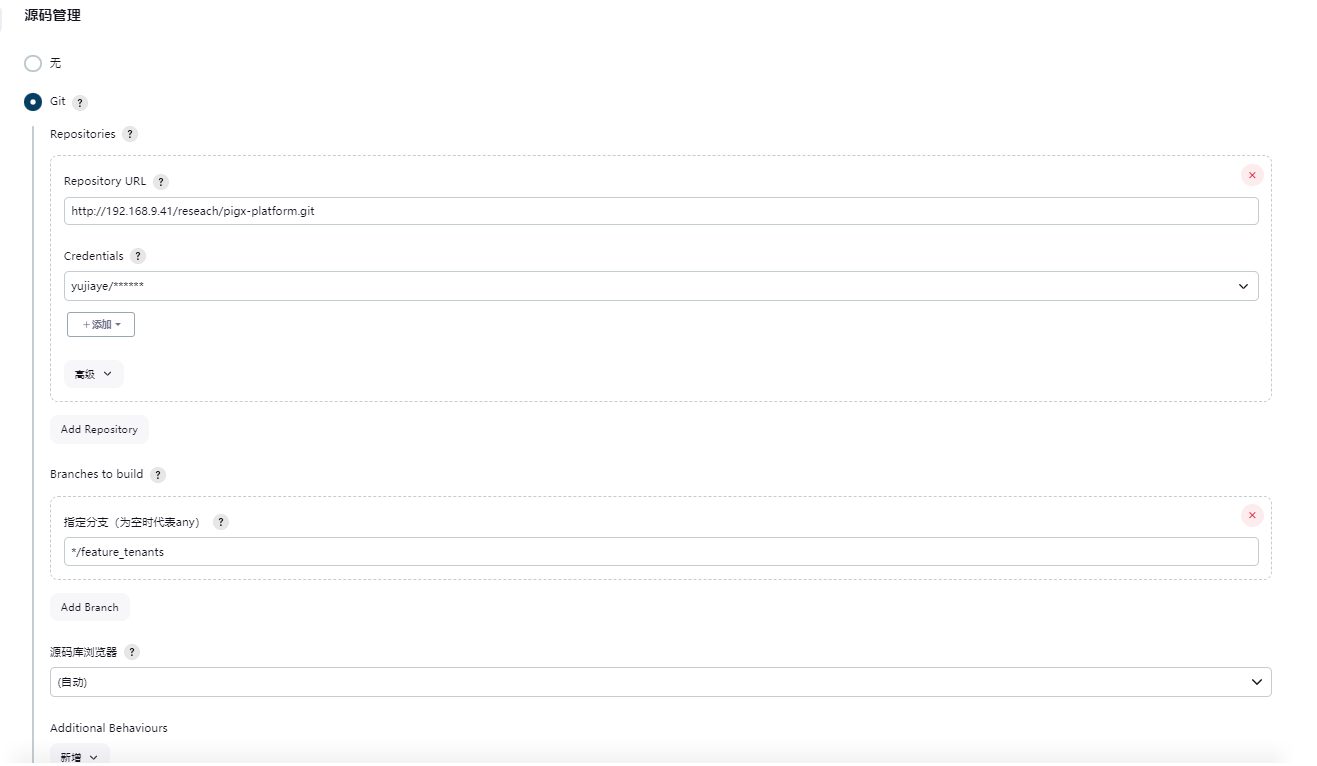 源码管理
无
Git ?
Repositories ?
Repository URL ?
http://192.168.9.41/reseach/pigx-platform.git
Credentials ?
yujiaye/******
+添加
高级
Add Repository
Branches to build ?
指定分支（为空时代表any） ?
*/feature_tenants
Add Branch
源码库浏览器 ?
(自动)
Additional Behaviours
新增